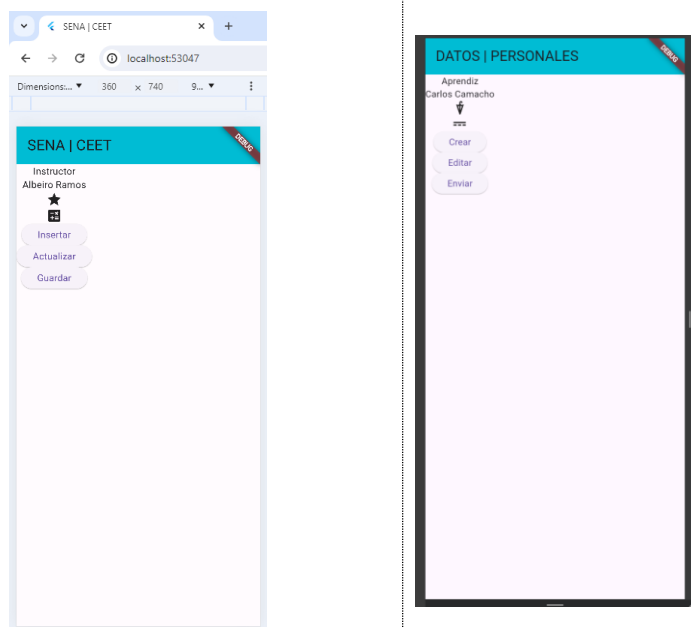 SENA | CEET
localhost:53047
Dimensions:... 360 × 740 9...
SENA | CEET
DEBUG
Instructor
Albeiro Ramos
Insertar
Actualizar
Guardar
DATOS | PERSONALES
DEBUG
Aprendiz
Carlos Camacho
Crear
Editar
Enviar